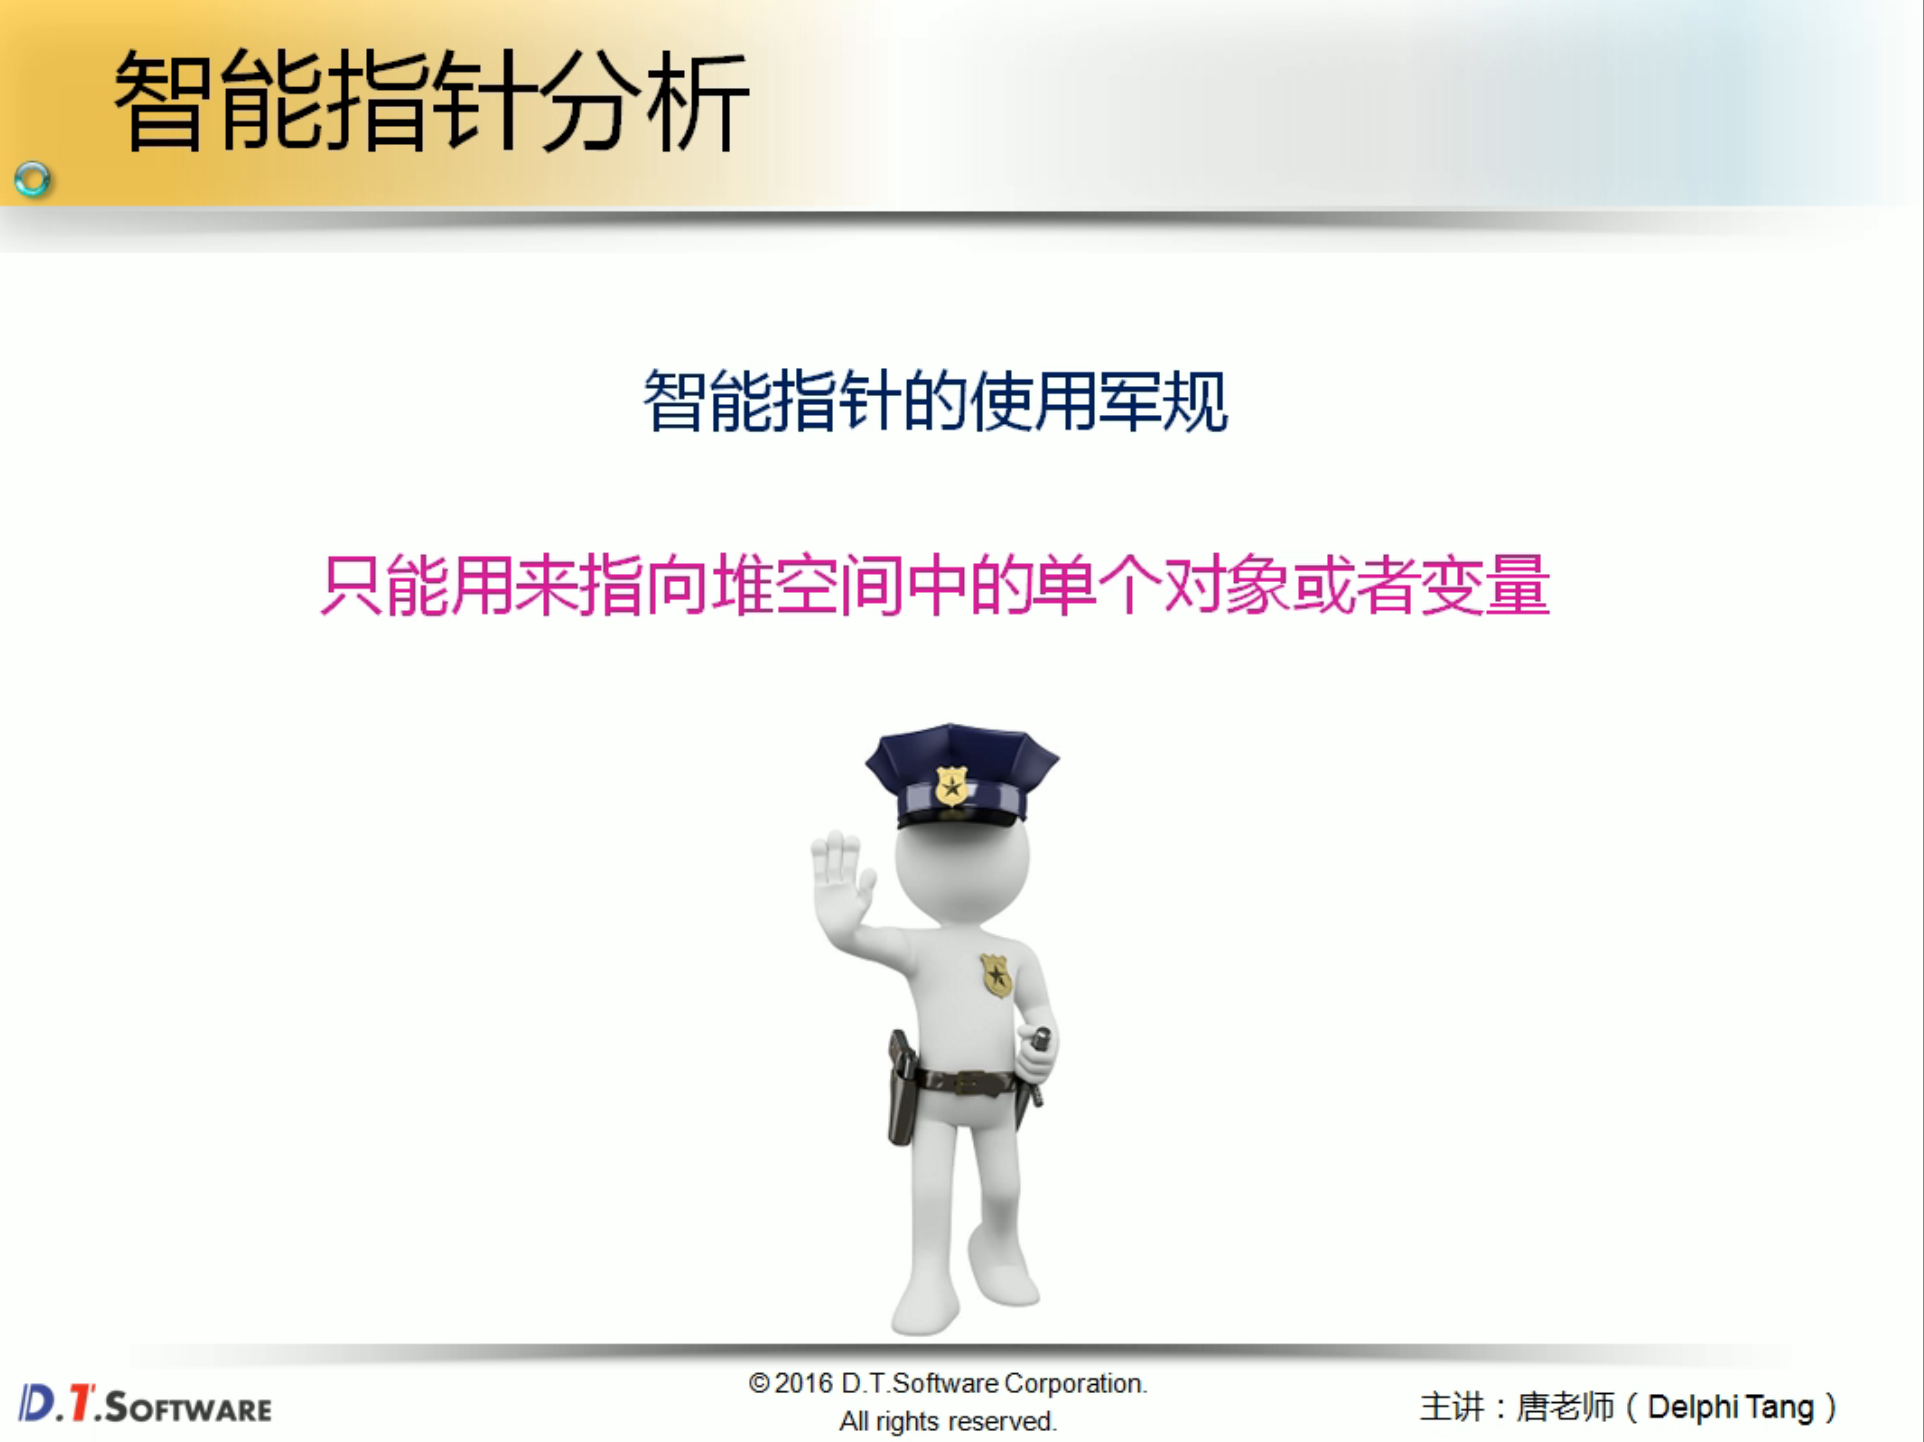 智能指针分析
智能指针的使用军规
只能用来指向堆空间中的单个对象或者变量
D.T.SOFTWARE
© 2016 D.T.Software Corporation.
All rights reserved.
主讲：唐老师（Delphi Tang）